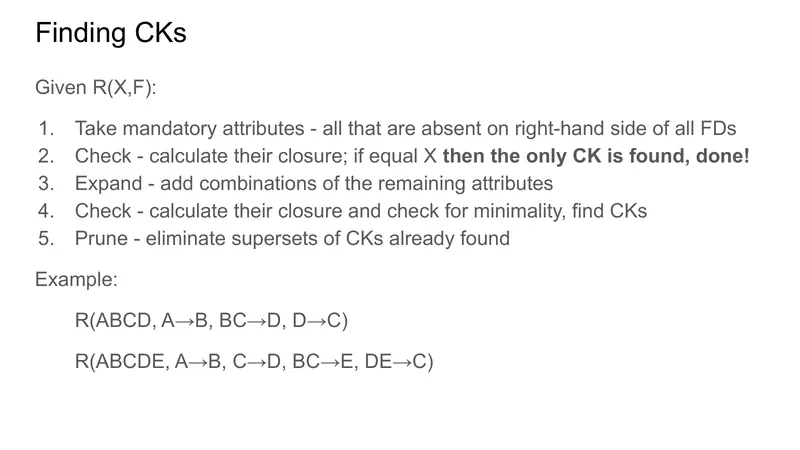 Finding CKs
Given R(X,F):
1. Take mandatory attributes - all that are absent on right-hand side of all FDs
2. Check - calculate their closure; if equal X then the only CK is found, done!
3. Expand - add combinations of the remaining attributes
4. Check - calculate their closure and check for minimality, find CKs
5. Prune - eliminate supersets of CKs already found
Example:
R(ABCD, A→B, BC→D, D→C)
R(ABCDE, A→B, C→D, BC→E, DE→C)